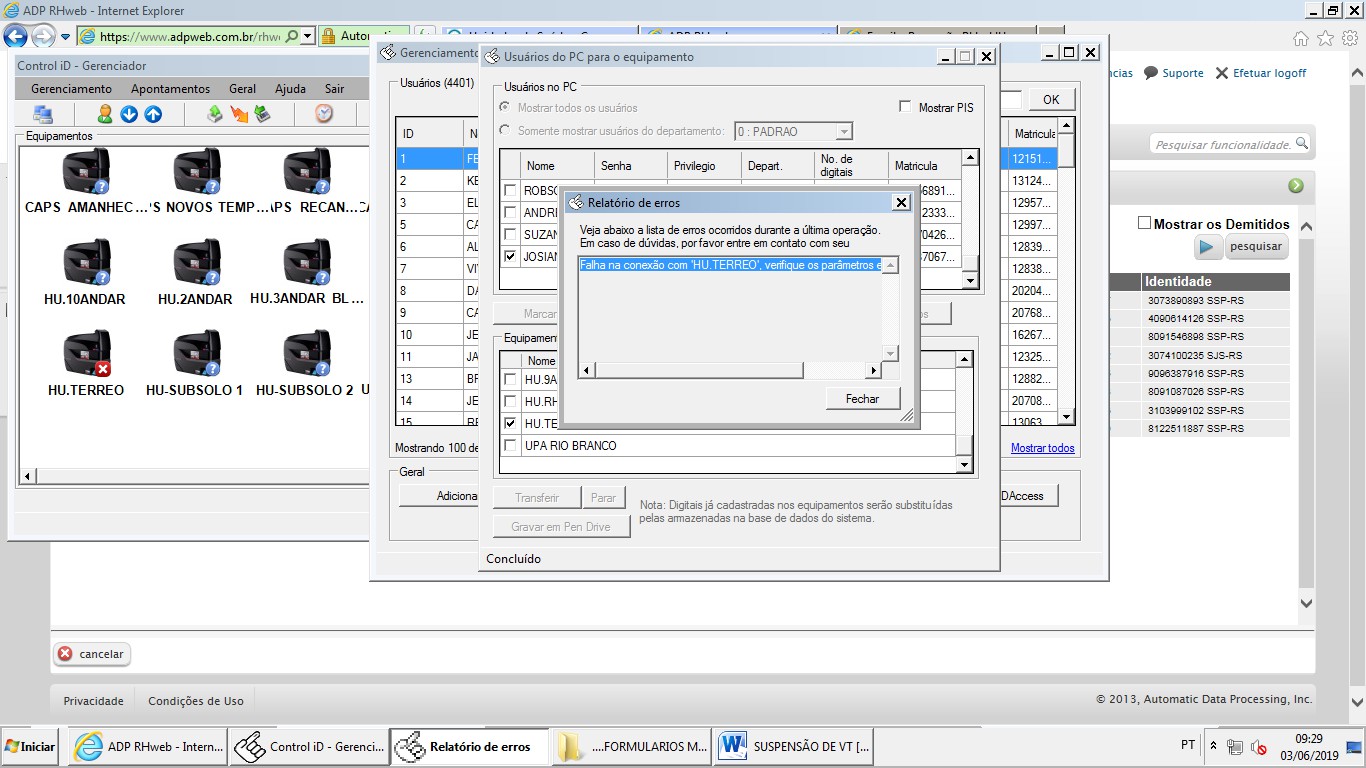 ADP RHweb - Internet Explorer
https://www.adpweb.com.br/rhw
Control iD - Gerenciador
Gerenciamento Apontamentos Geral Ajuda Sair
Equipamentos
CAPS AMANHEC...
NOVOS TEMP...
RECAN...
HU.10ANDAR
HU.2ANDAR
HU.3ANDAR BL...
HU.TERREO
HU-SUBSOLO 1
HU-SUBSOLO 2
Gerenciamento
Usuários (4401)
OK
ID
Matricula
1 12151...
2 13124...
3 12957...
5 12997...
6 12839...
7 12838...
8 20204...
9 20768...
10 16267...
11 12325...
13 12882...
14 20708...
15 13063
Mostrando 100 de
Mostrar todos
Geral
Adiciona
DAccess
Usuários do PC para o equipamento
Usuários no PC
Mostrar todos os usuários
Mostrar PIS
Somente mostrar usuários do departamento:
0 : PADRAO
Nome Senha Privilegio Depart. No. de digitais Matricula
ROBSO 6891...
ANDRI 2333...
SUZAN 0426...
JOSIAN 7067...
Marcar
Equipament
Nome
HU.9A
HU.RH
HU.TE
UPA RIO BRANCO
Transferir
Parar
Gravar em Pen Drive
Nota: Digitais já cadastradas nos equipamentos serão substituídas
pelas armazenadas na base de dados do sistema.
Concluído
Relatório de erros
Veja abaixo a lista de erros ocorridos durante a última operação.
Em caso de dúvidas, por favor entre em contato com seu
Falha na conexão com 'HU.TERREO', verifique os parâmetros e
Fechar
Suporte
Efetuar logoff
Pesquisar funcionalidade.
Mostrar os Demitidos
pesquisar
Identidade
3073890893 SSP-RS
4090614126 SSP-RS
8091546898 SSP-RS
3074100235 SJS-RS
9096387916 SSP-RS
8091087026 SSP-RS
3103999102 SSP-RS
8122511887 SSP-RS
cancelar
Privacidade
Condições de Uso
© 2013, Automatic Data Processing, Inc.
Iniciar
ADP RHweb - Intern...
Control iD - Gerenci...
Relatório de erros
....FORMULARIOS M...
SUSPENSÃO DE VT [...
PT
09:29
03/06/2019